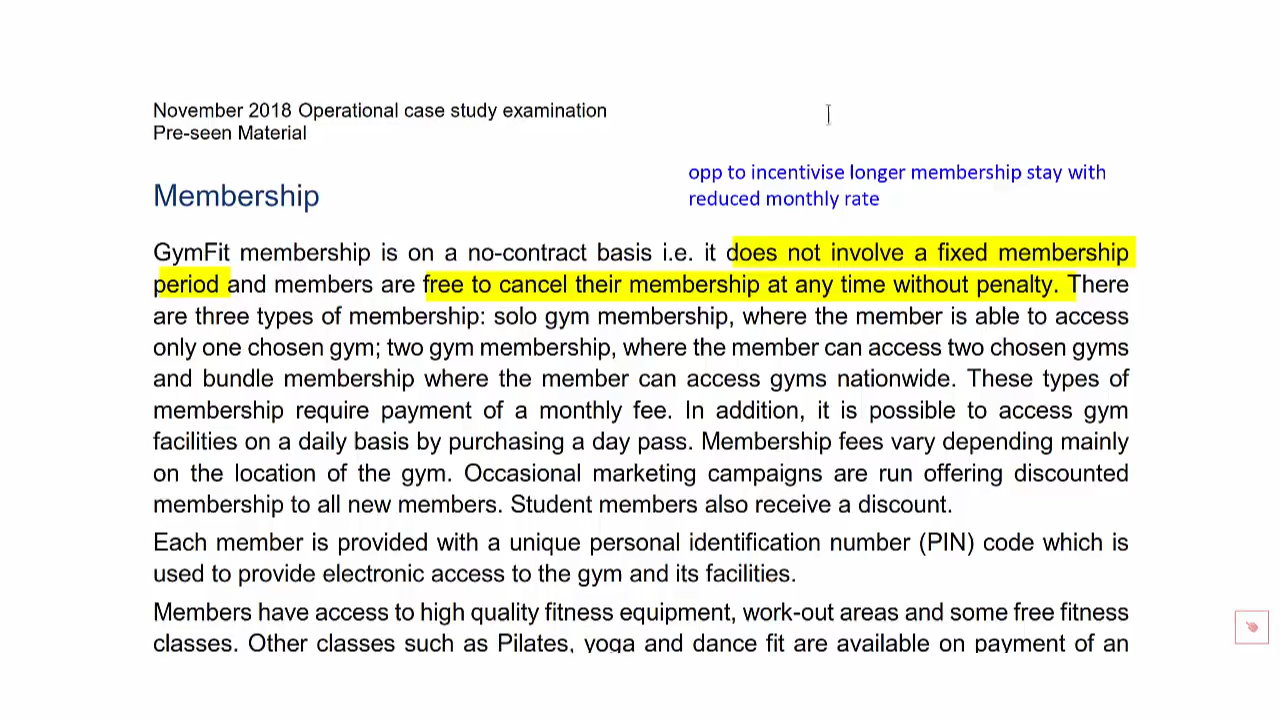 November 2018 Operational case study examination
Pre-seen Material
opp to incentivise longer membership stay with
reduced monthly rate
Membership
GymFit membership is on a no-contract basis i.e. it does not involve a fixed membership
period and members are free to cancel their membership at any time without penalty. There
are three types of membership: solo gym membership, where the member is able to access
only one chosen gym; two gym membership, where the member can access two chosen gyms
and bundle membership where the member can access gyms nationwide. These types of
membership require payment of a monthly fee. In addition, it is possible to access gym
facilities on a daily basis by purchasing a day pass. Membership fees vary depending mainly
on the location of the gym. Occasional marketing campaigns are run offering discounted
membership to all new members. Student members also receive a discount.
Each member is provided with a unique personal identification number (PIN) code which is
used to provide electronic access to the gym and its facilities.
Members have access to high quality fitness equipment, work-out areas and some free fitness
classes. Other classes such as Pilates, yoga and dance fit are available on payment of an